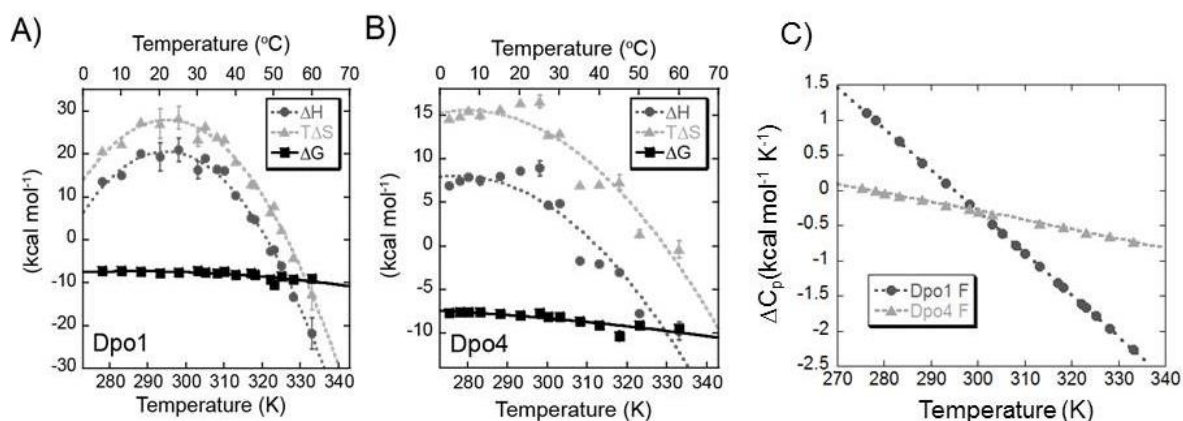 A)
Temperature (°C)
0 10 20 30 40 50 60 70
30
20
10
0
-10
-20
-30
(kcal mol-1)
ΔH
TΔS
ΔG
Dpo1
280 290 300 310 320 330 340
Temperature (K)
B)
Temperature (°C)
0 10 20 30 40 50 60 70
15
10
5
0
-5
-10
(kcal mol-1)
ΔH
TΔS
ΔG
Dpo4
280 290 300 310 320 330 340
Temperature (K)
C)
1.5
1
0.5
0
-0.5
-1
-1.5
-2
-2.5
ΔCp(kcal mol-1 K-1)
Dpo1 F
Dpo4 F
270 280 290 300 310 320 330 340
Temperature (K)